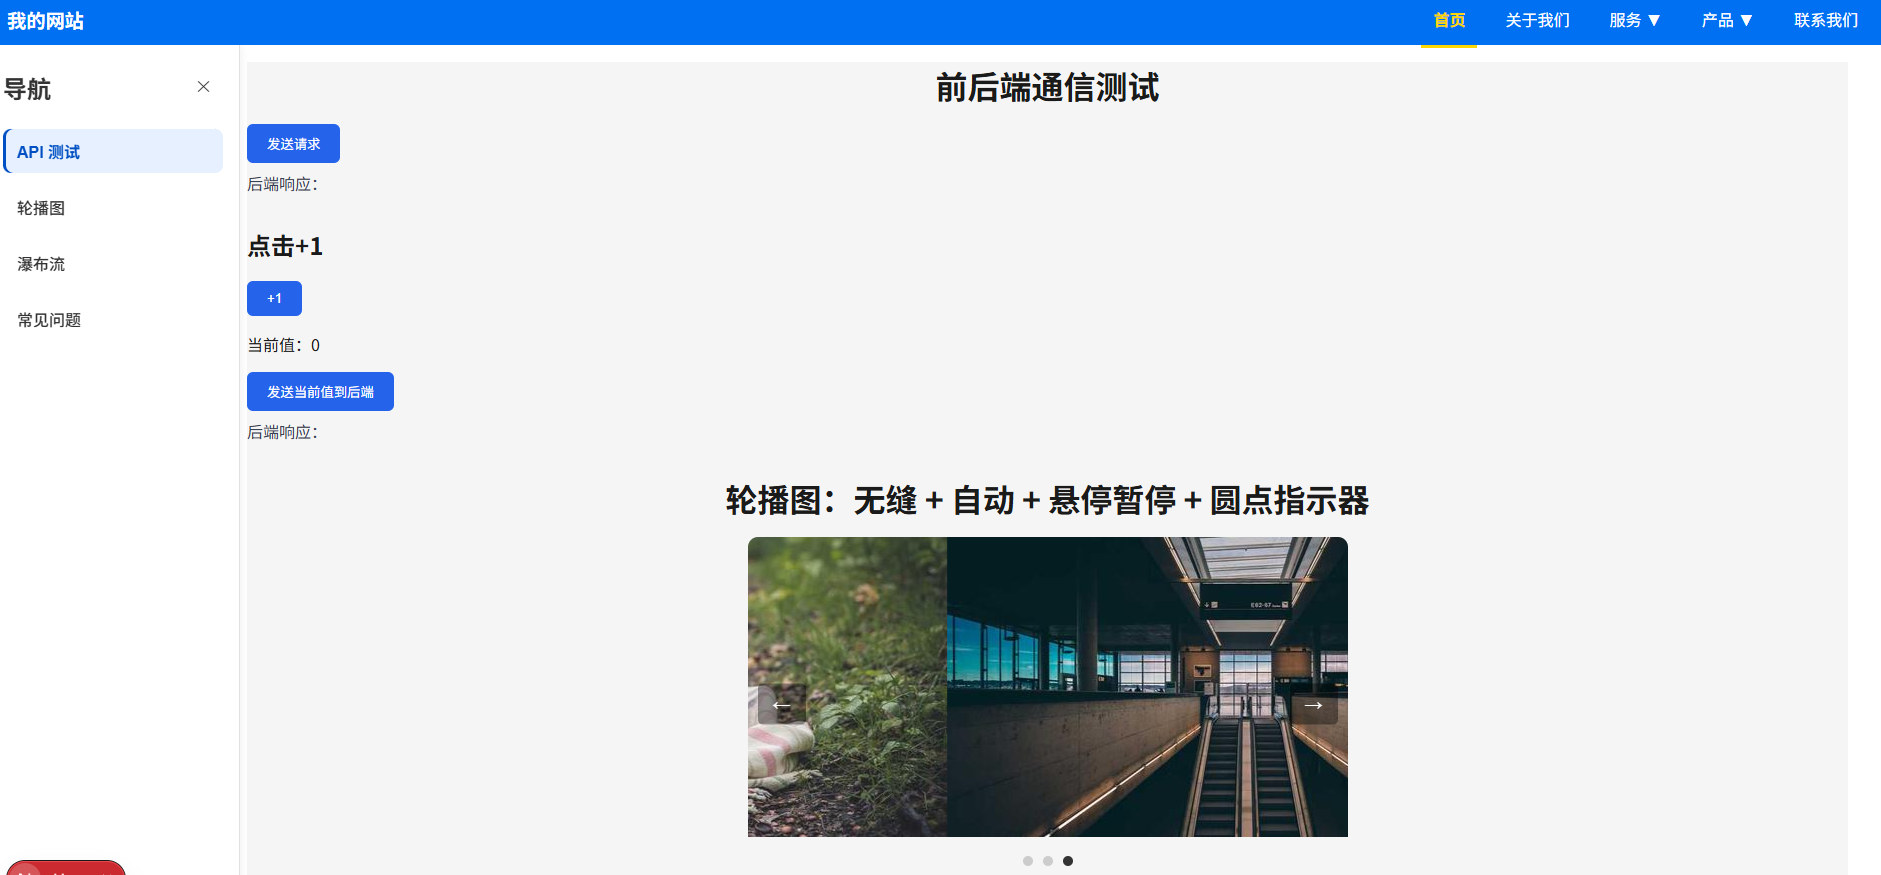 我的网站
首页 关于我们 服务 ▼ 产品 ▼ 联系我们
导航
API 测试
轮播图
瀑布流
常见问题
前后端通信测试
发送请求
后端响应：
点击+1
+1
当前值：0
发送当前值到后端
后端响应：
轮播图：无缝 + 自动 + 悬停暂停 + 圆点指示器
E62-67
← →